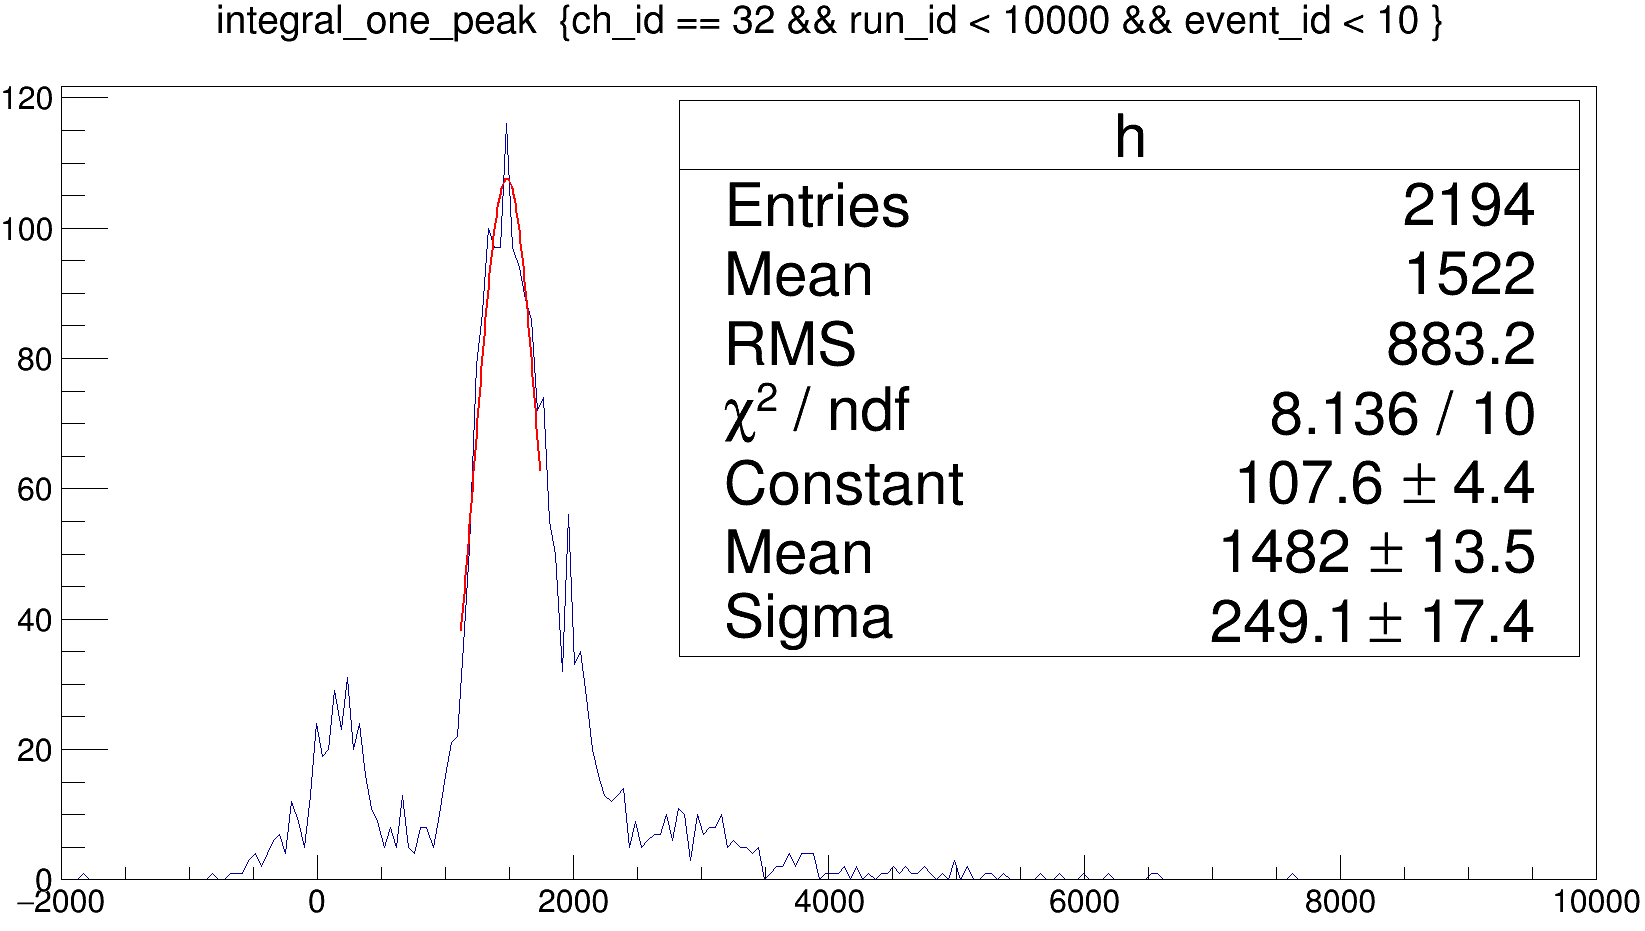 integral_one_peak {ch_id == 32 && run_id < 10000 && event_id < 10 }
h
Entries 2194
Mean 1522
RMS 883.2
χ² / ndf 8.136 / 10
Constant 107.6 ± 4.4
Mean 1482 ± 13.5
Sigma 249.1 ± 17.4
120
100
80
60
40
20
0
−2000 0 2000 4000 6000 8000 10000